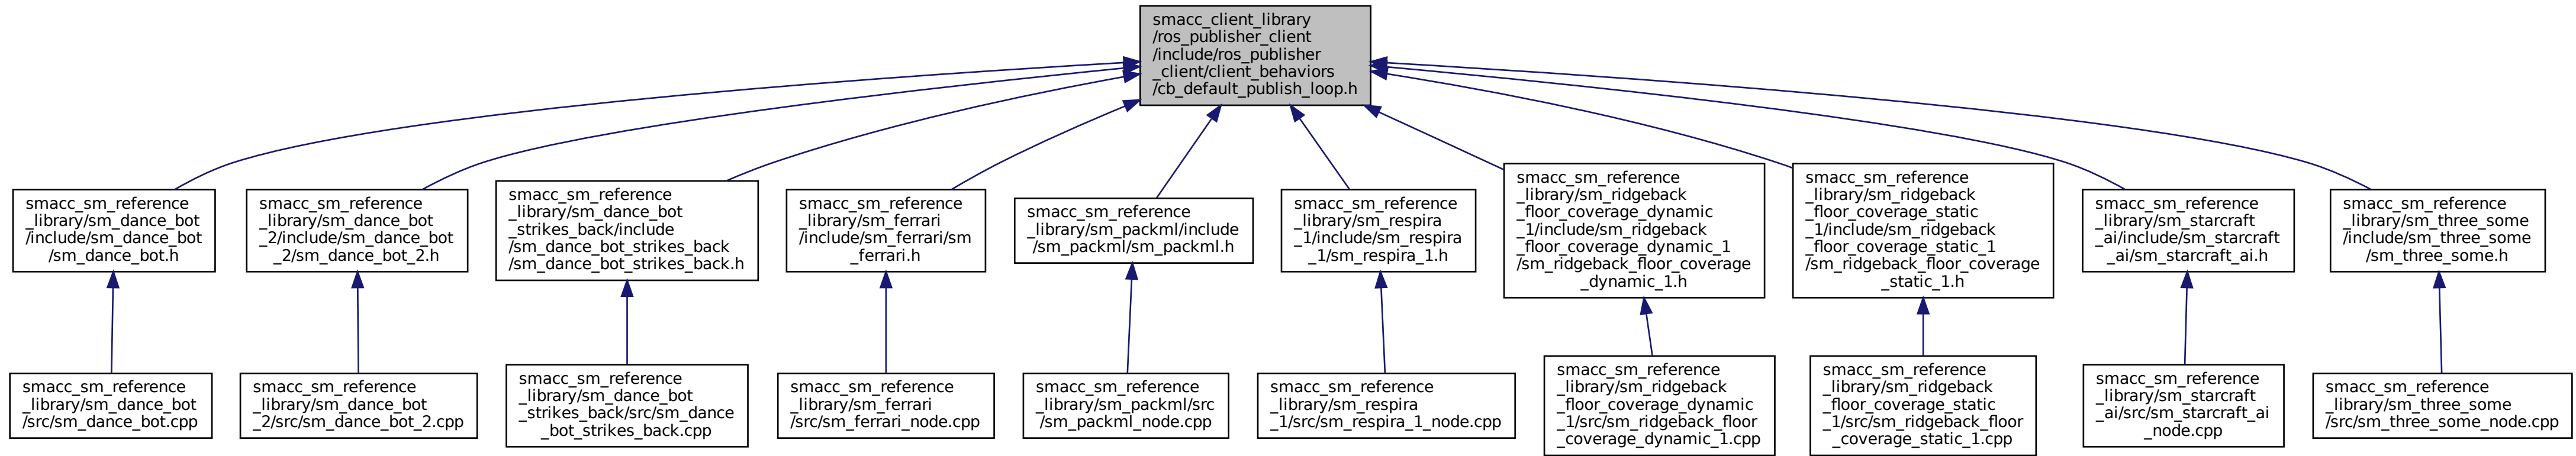 smacc_client_library
/ros_publisher_client
/include/ros_publisher
_client/client_behaviors
/cb_default_publish_loop.h
smacc_sm_reference
_library/sm_dance_bot
/include/sm_dance_bot
/sm_dance_bot.h
smacc_sm_reference
_library/sm_dance_bot
_2/include/sm_dance_bot
_2/sm_dance_bot_2.h
smacc_sm_reference
_library/sm_dance_bot
_strikes_back/include
/sm_dance_bot_strikes_back
/sm_dance_bot_strikes_back.h
smacc_sm_reference
_library/sm_ferrari
/include/sm_ferrari/sm
_ferrari.h
smacc_sm_reference
_library/sm_packml/include
/sm_packml/sm_packml.h
smacc_sm_reference
_library/sm_respira
_1/include/sm_respira
_1/sm_respira_1.h
smacc_sm_reference
_library/sm_ridgeback
_floor_coverage_dynamic
_1/include/sm_ridgeback
_floor_coverage_dynamic_1
/sm_ridgeback_floor_coverage
_dynamic_1.h
smacc_sm_reference
_library/sm_ridgeback
_floor_coverage_static
_1/include/sm_ridgeback
_floor_coverage_static_1
/sm_ridgeback_floor_coverage
_static_1.h
smacc_sm_reference
_library/sm_starcraft
_ai/include/sm_starcraft
_ai/sm_starcraft_ai.h
smacc_sm_reference
_library/sm_three_some
/include/sm_three_some
/sm_three_some.h
smacc_sm_reference
_library/sm_dance_bot
/src/sm_dance_bot.cpp
smacc_sm_reference
_library/sm_dance_bot
_2/src/sm_dance_bot_2.cpp
smacc_sm_reference
_library/sm_dance_bot
_strikes_back/src/sm_dance
_bot_strikes_back.cpp
smacc_sm_reference
_library/sm_ferrari
/src/sm_ferrari_node.cpp
smacc_sm_reference
_library/sm_packml/src
/sm_packml_node.cpp
smacc_sm_reference
_library/sm_respira
_1/src/sm_respira_1_node.cpp
smacc_sm_reference
_library/sm_ridgeback
_floor_coverage_dynamic
_1/src/sm_ridgeback_floor
_coverage_dynamic_1.cpp
smacc_sm_reference
_library/sm_ridgeback
_floor_coverage_static
_1/src/sm_ridgeback_floor
_coverage_static_1.cpp
smacc_sm_reference
_library/sm_starcraft
_ai/src/sm_starcraft_ai
_node.cpp
smacc_sm_reference
_library/sm_three_some
/src/sm_three_some_node.cpp